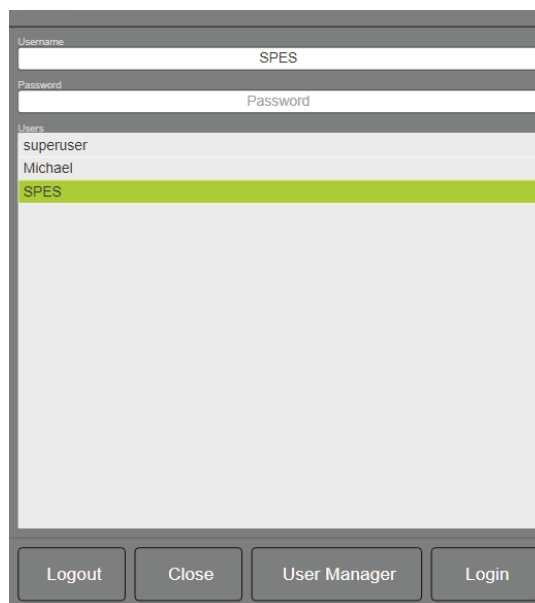 Username
SPES
Password
Password
Users
superuser
Michael
SPES
Logout Close User Manager Login